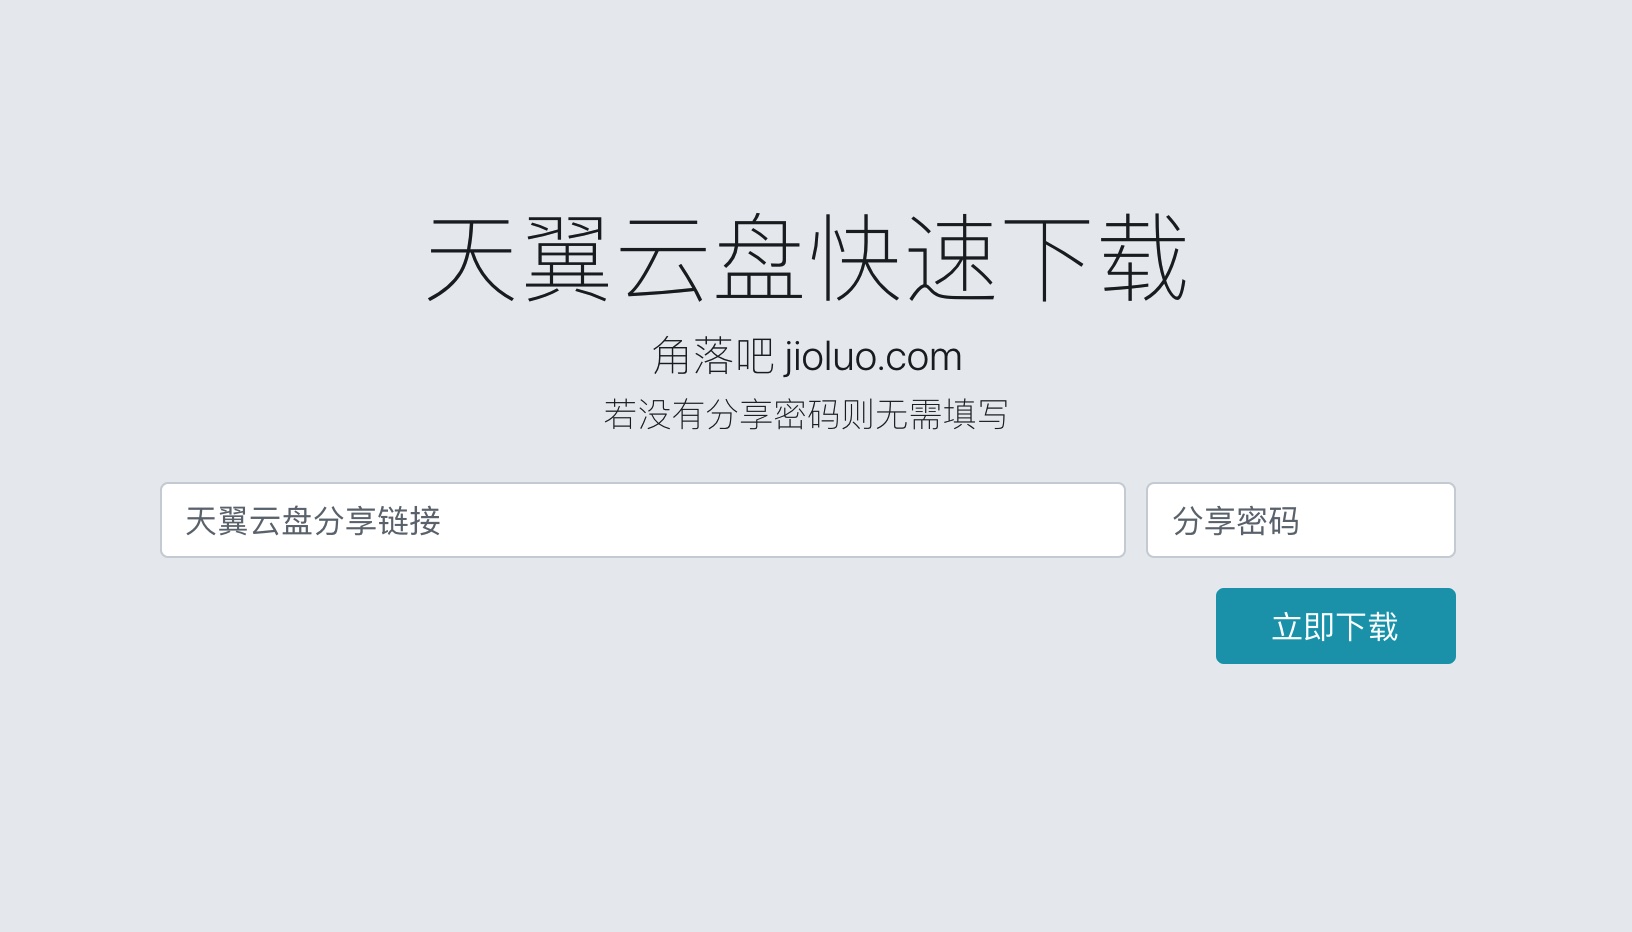 天翼云盘快速下载
角落吧 jioluo.com
若没有分享密码则无需填写
天翼云盘分享链接 分享密码
立即下载